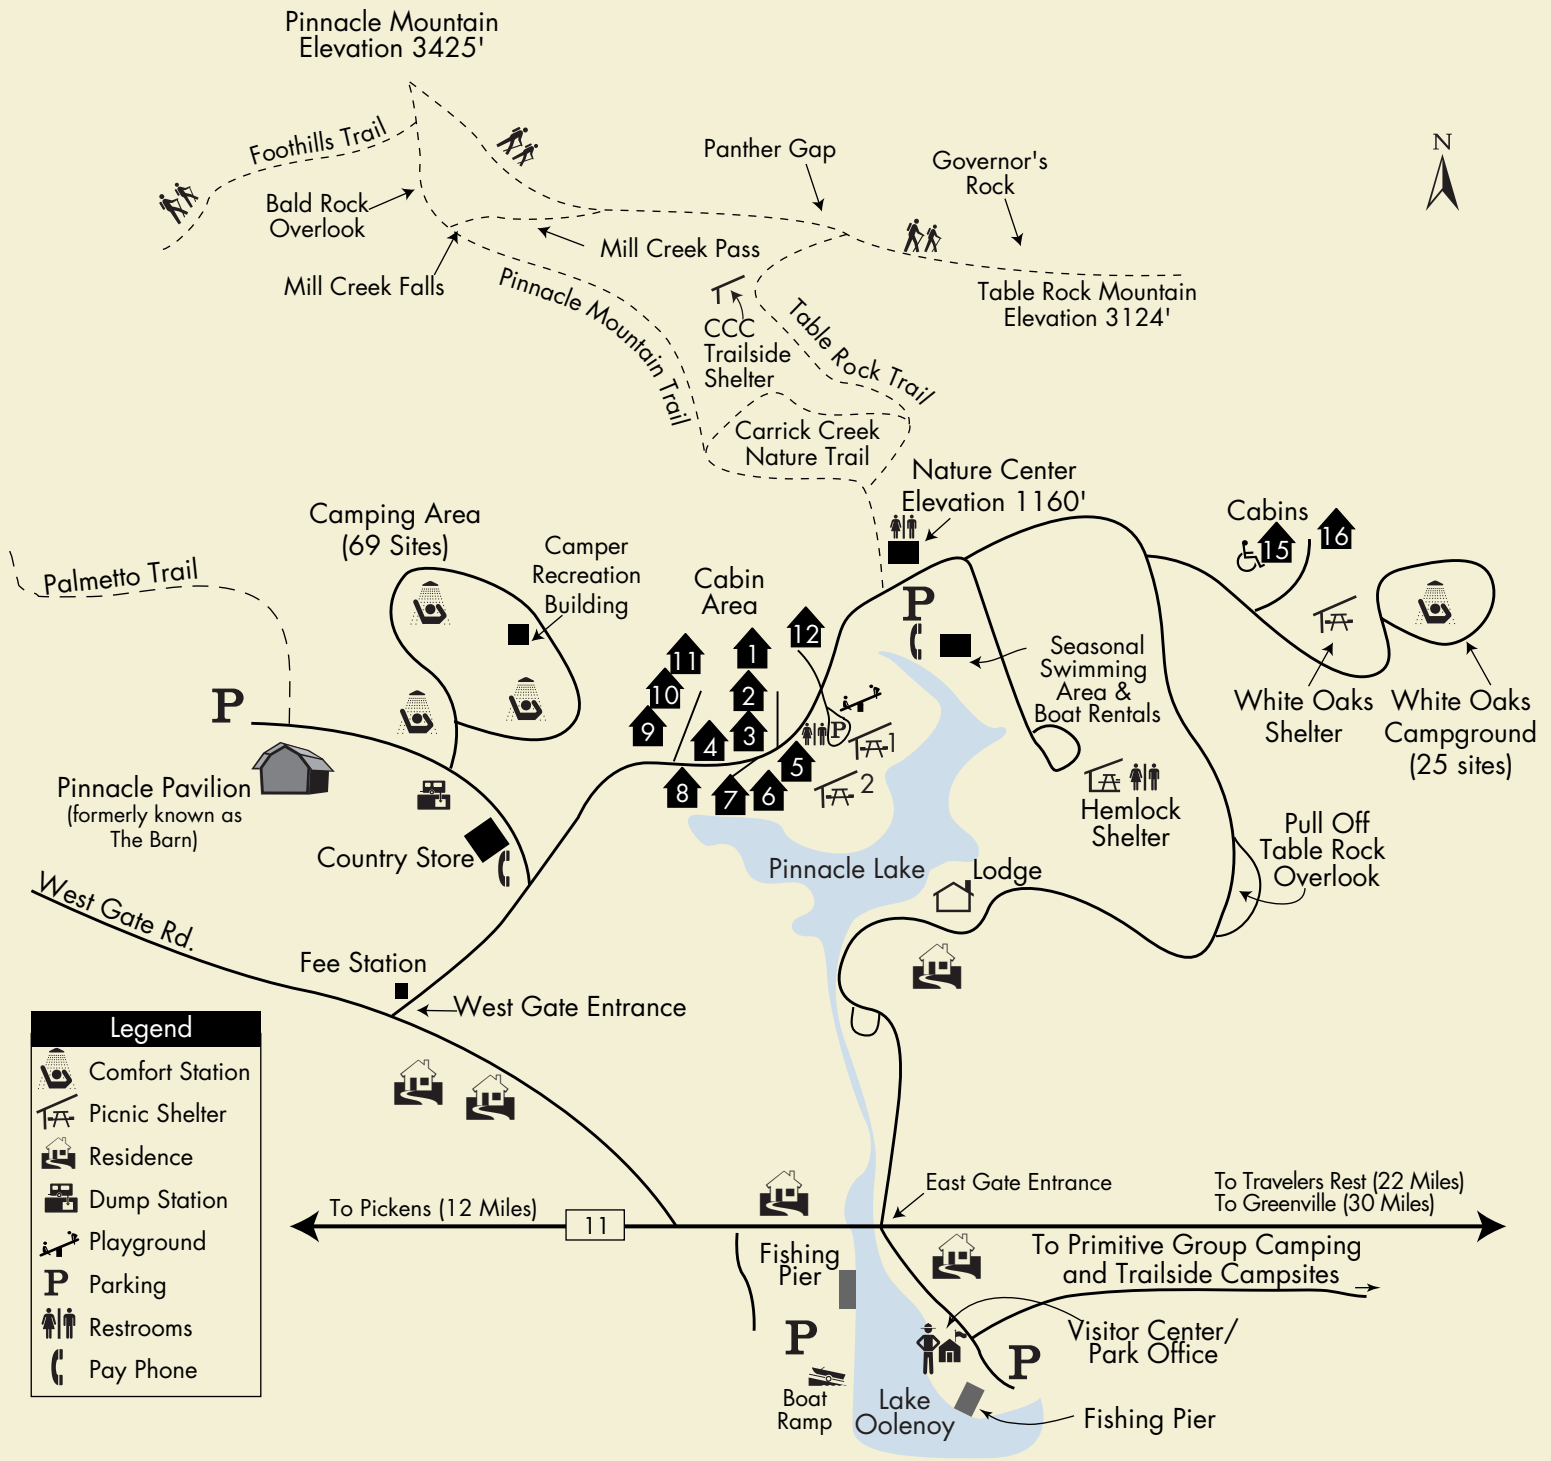 Pinnacle Mountain
Elevation 3425'
Foothills Trail
Bald Rock
Overlook
Mill Creek Falls
Mill Creek Pass
Panther Gap
Governor's
Rock
N
Table Rock Mountain
Elevation 3124'
Pinnacle Mountain Trail
CCC
Trailside
Shelter
Table Rock Trail
Carrick Creek
Nature Trail
Nature Center
Elevation 1160'
Camping Area
(69 Sites)
Camper
Recreation
Building
Palmetto Trail
Cabin
Area
Cabins
15
16
12
11
1
10
2
9
3
4
5
8
7
6
P
P
P
1
2
Seasonal
Swimming
Area &
Boat Rentals
White Oaks
Shelter
White Oaks
Campground
(25 sites)
Pinnacle Pavilion
(formerly known as
The Barn)
Hemlock
Shelter
Pull Off
Table Rock
Overlook
Country Store
Pinnacle Lake
Lodge
West Gate Rd.
Fee Station
West Gate Entrance
Legend
Comfort Station
Picnic Shelter
Residence
Dump Station
Playground
P Parking
Restrooms
Pay Phone
East Gate Entrance
To Travelers Rest (22 Miles)
To Greenville (30 Miles)
To Pickens (12 Miles)
11
Fishing
Pier
To Primitive Group Camping
and Trailside Campsites
P
Visitor Center/
Park Office
P
Boat
Ramp
Lake
Oolenoy
Fishing Pier